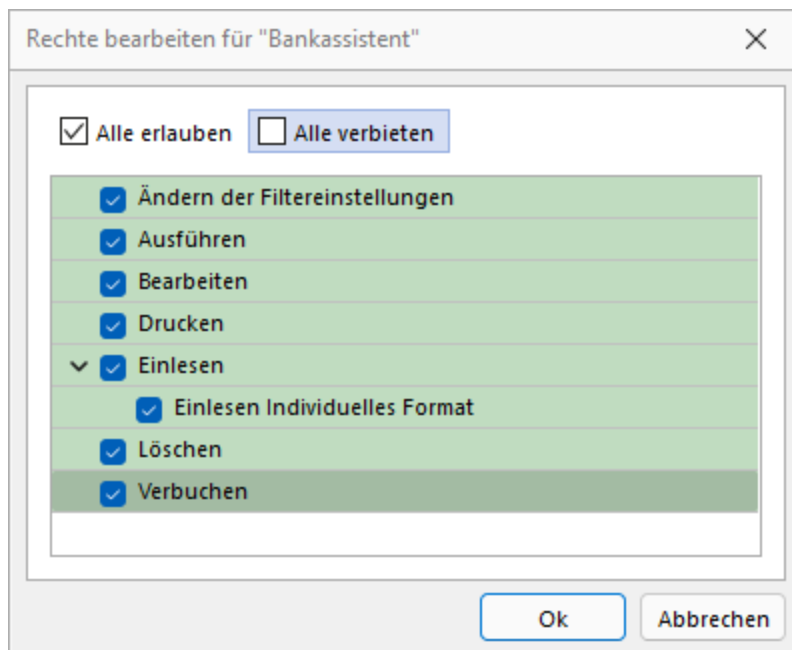 Rechte bearbeiten für "Bankassistent"
Alle erlauben Alle verbieten
Ändern der Filtereinstellungen
Ausführen
Bearbeiten
Drucken
Einlesen
Einlesen Individuelles Format
Löschen
Verbuchen
Ok Abbrechen